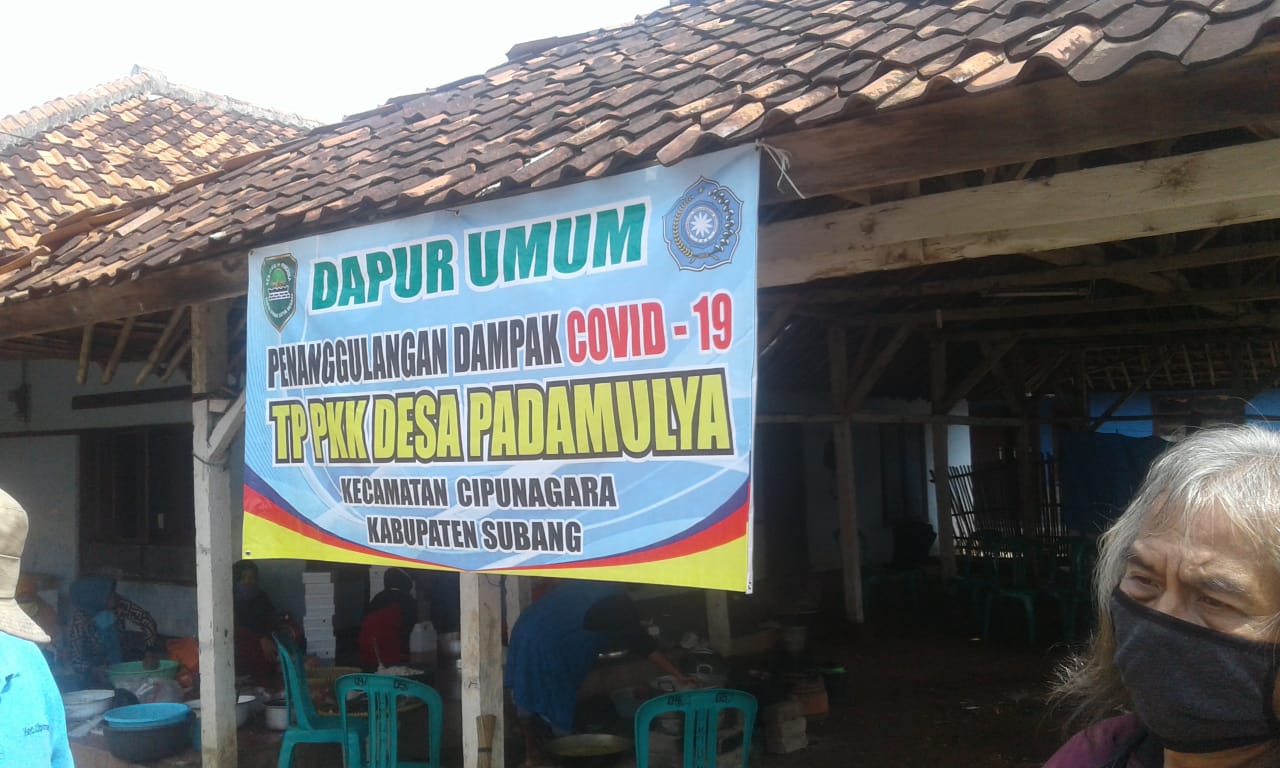 DAPUR UMUM
PENANGGULANGAN DAMPAK COVID - 19
TP PKK DESA PADAMULYA
KECAMATAN CIPUNAGARA
KABUPATEN SUBANG